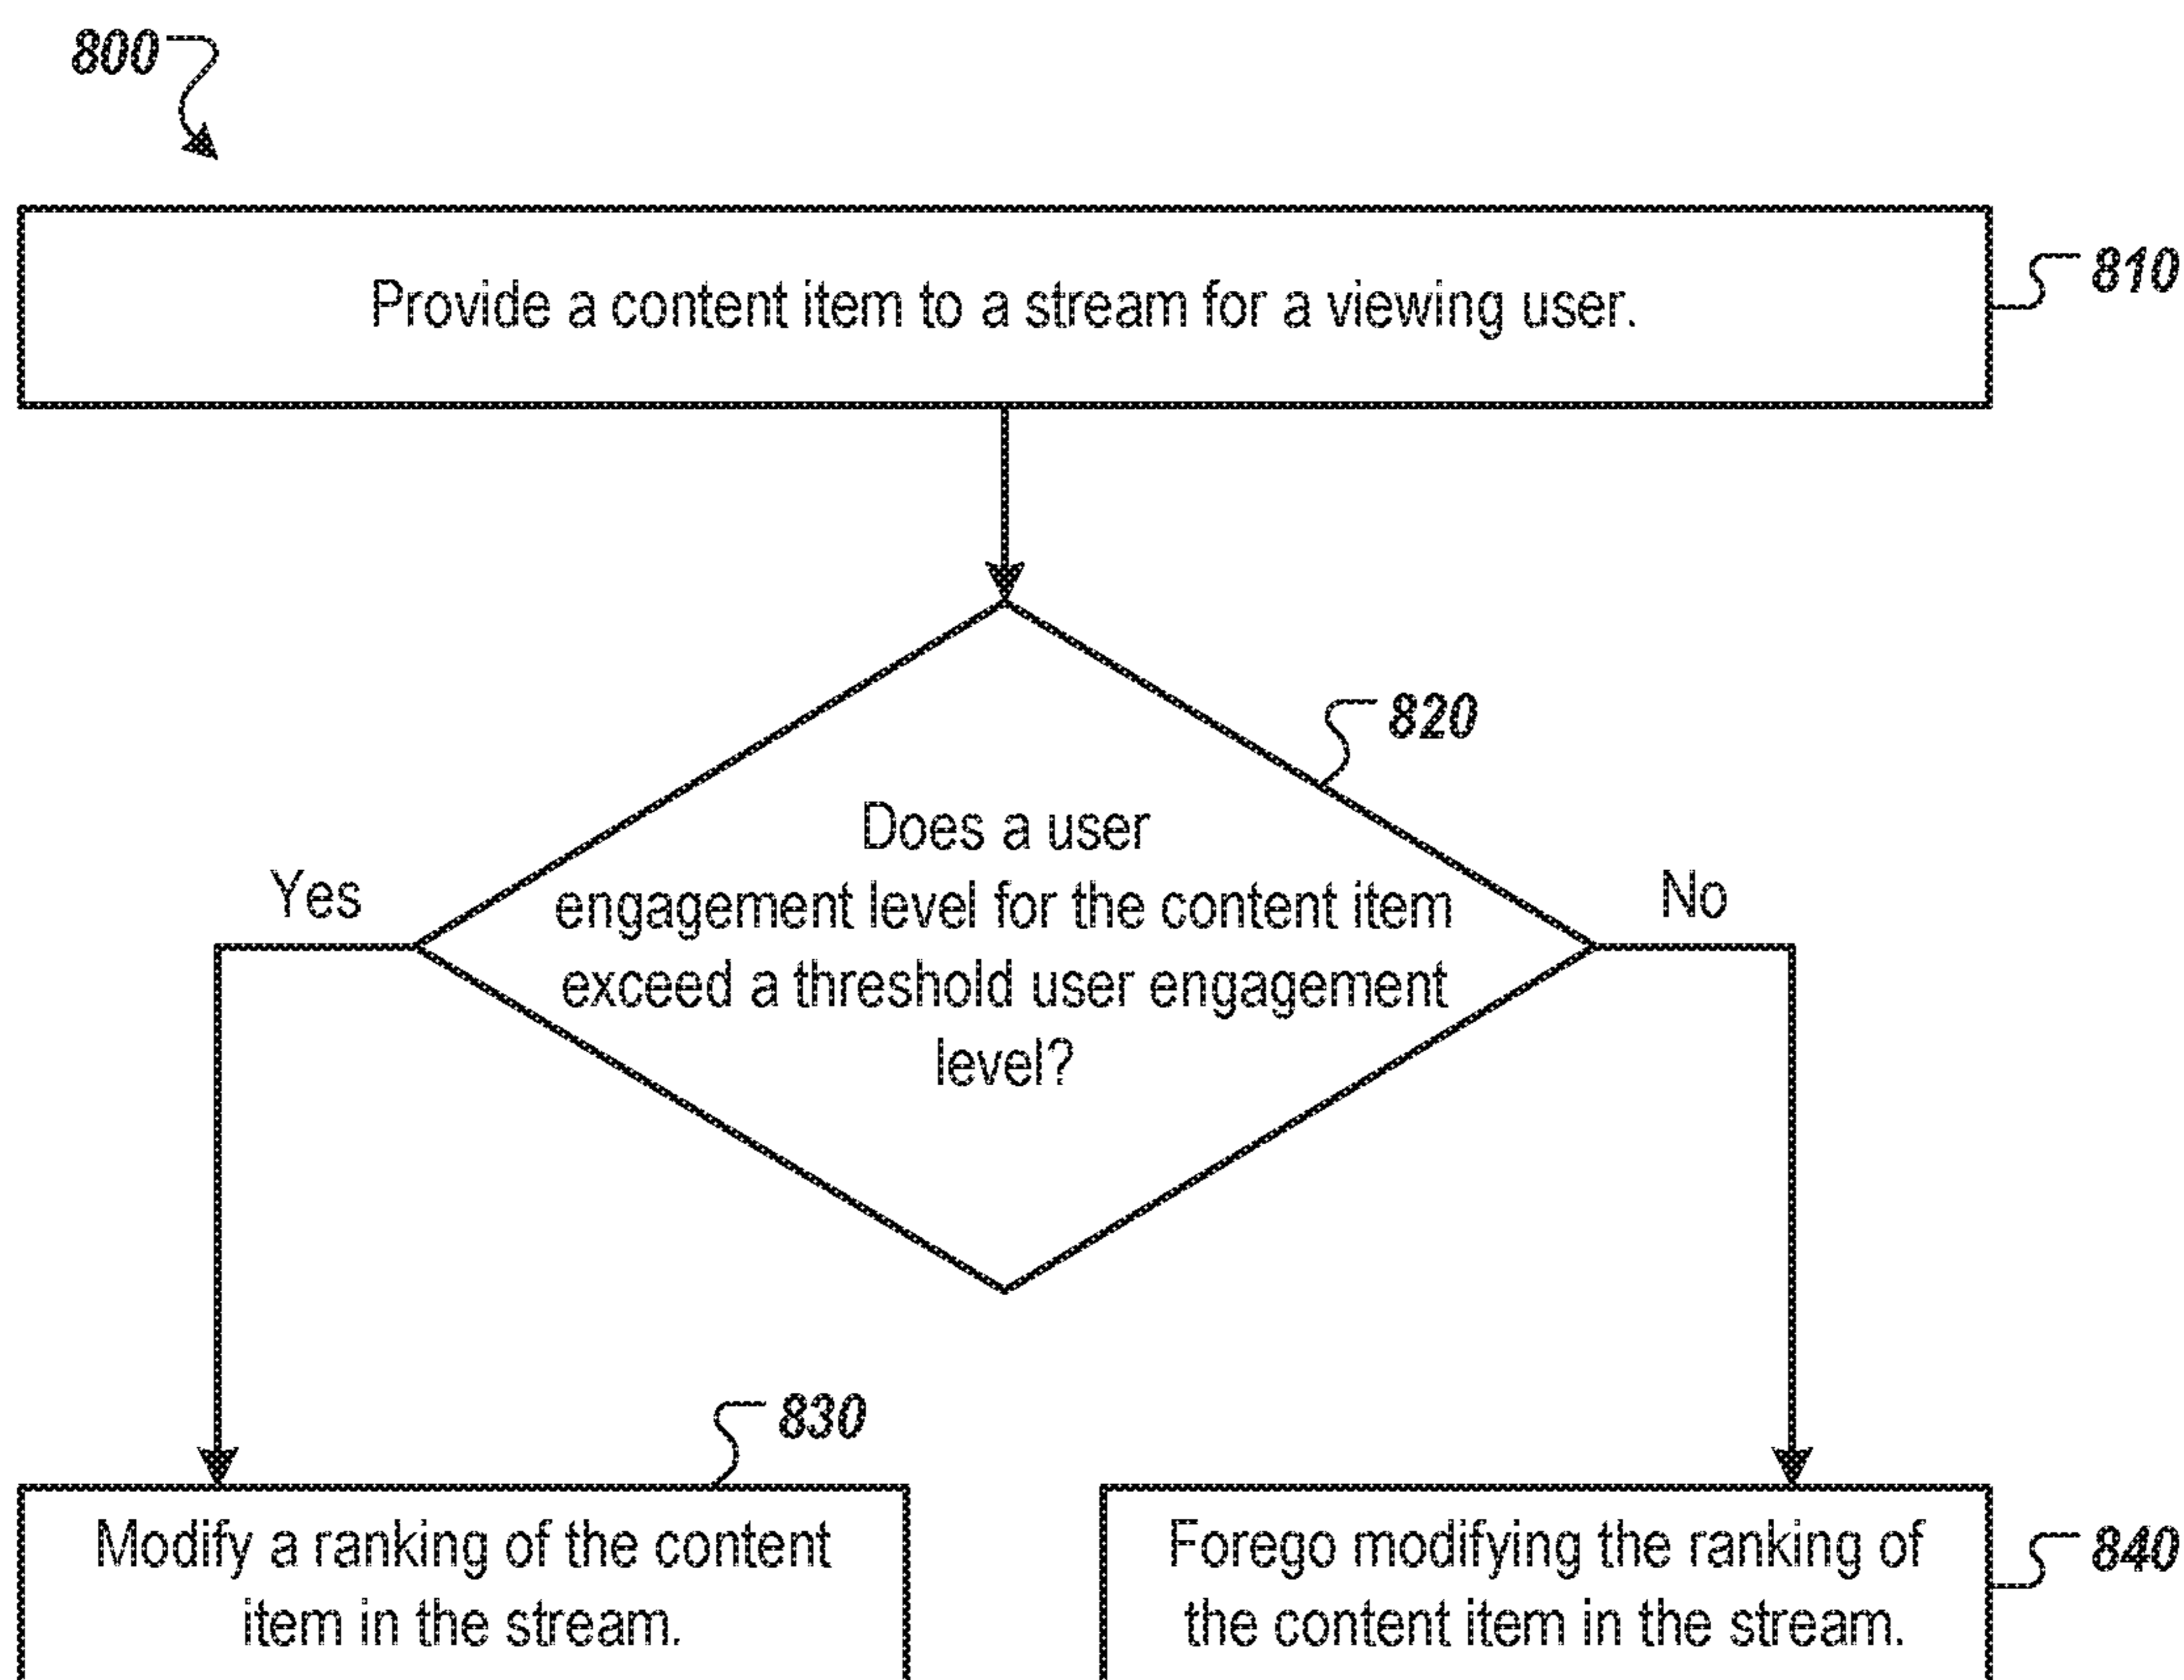 800
Provide a content item to a stream for a viewing user.
810
820
Does a user
engagement level for the content item
exceed a threshold user engagement
level?
Yes
No
830
Modify a ranking of the content
item in the stream.
Forego modifying the ranking of
the content item in the stream.
840